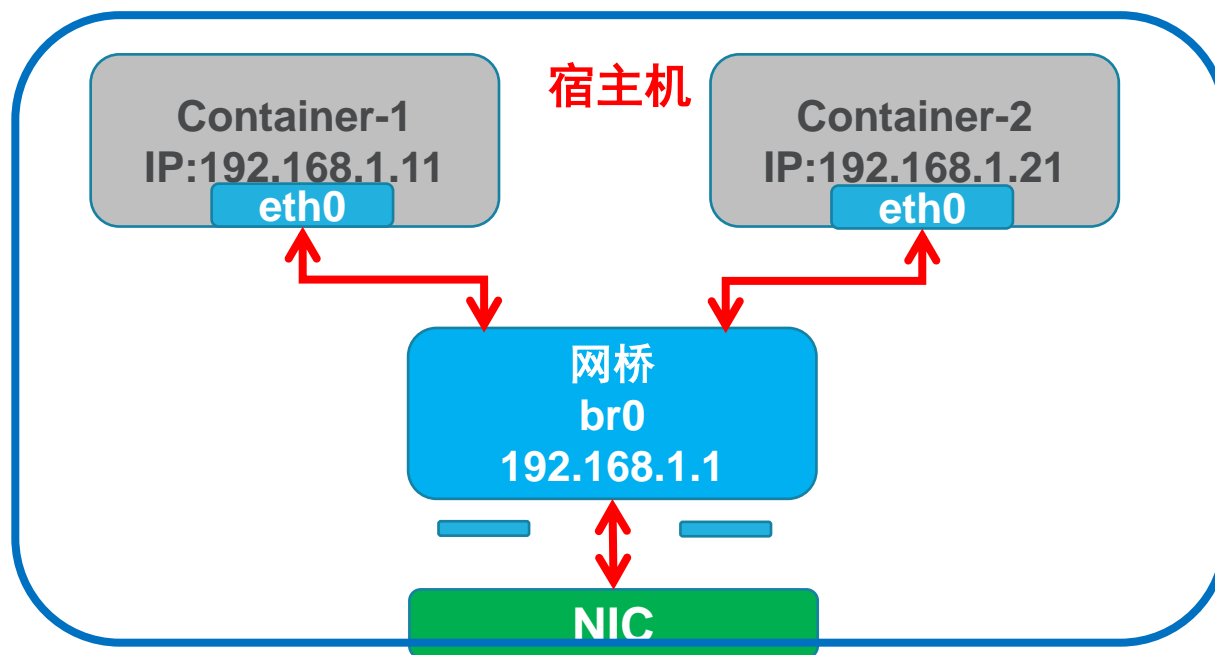 宿主机
Container-1
IP:192.168.1.11
eth0
Container-2
IP:192.168.1.21
eth0
网桥
br0
192.168.1.1
NIC